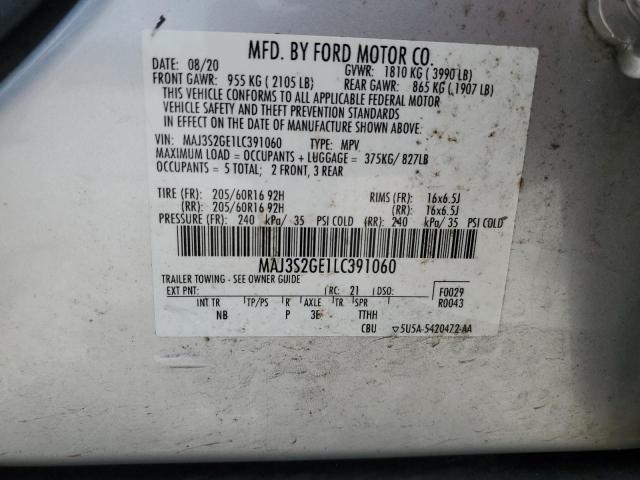 MFD. BY FORD MOTOR CO.
DATE: 08/20 GVWR: 1810 KG ( 3990 LB)
FRONT GAWR: 955 KG ( 2105 LB) REAR GAWR: 865 KG ( 1907 LB)
THIS VEHICLE CONFORMS TO ALL APPLICABLE FEDERAL MOTOR
VEHICLE SAFETY AND THEFT PREVENTION STANDARDS
IN EFFECT ON THE DATE OF MANUFACTURE SHOWN ABOVE.
VIN: MAJ3S2GE1LC391060 TYPE: MPV
MAXIMUM LOAD = OCCUPANTS + LUGGAGE = 375KG/ 827LB
OCCUPANTS = 5 TOTAL; 2 FRONT, 3 REAR
TIRE (FR): 205/60R16 92H RIMS (FR): 16x6.5J
(RR): 205/60R16 92H (RR): 16x6.5J
PRESSURE (FR): 240 kPa/ 35 PSI COLD (RR): 240 kPa/ 35 PSI COLD
MAJ3S2GE1LC391060
TRAILER TOWING - SEE OWNER GUIDE
EXT PNT: RC: 21 DSO: F0029
INT TR TP/PS R AXLE TR SPR R0043
NB P 3E TTHH
CBU ▽5U5A-5420472-AA